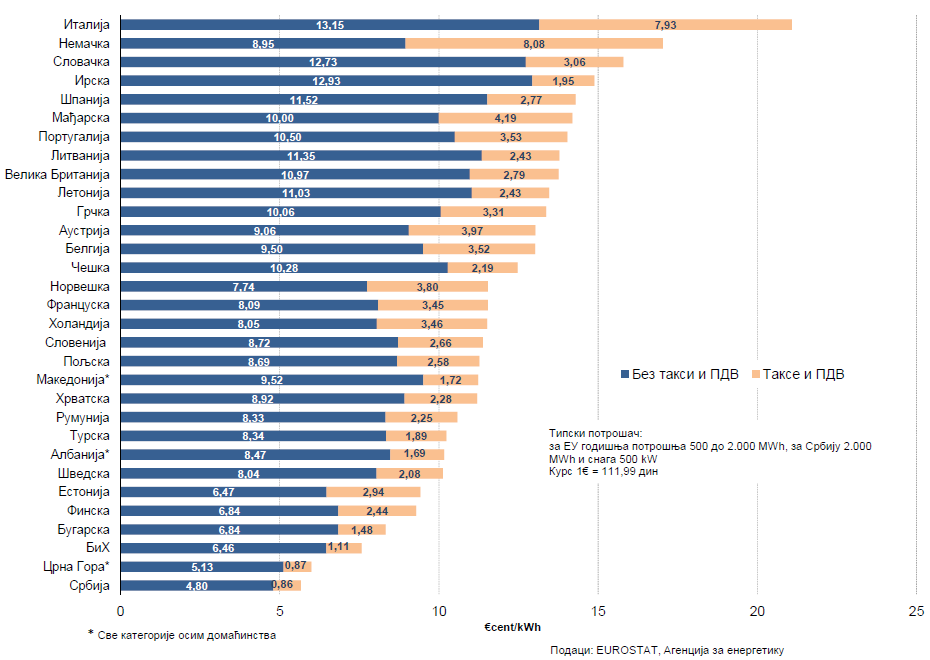 Италија 13,15 7,93
Немачка 8,95 8,08
Словачка 12,73 3,06
Ирска 12,93 1,95
Шпанија 11,52 2,77
Мађарска 10,00 4,19
Португалија 10,50 3,53
Литванија 11,35 2,43
Велика Британија 10,97 2,79
Летонија 11,03 2,43
Грчка 10,06 3,31
Аустрија 9,06 3,97
Белгија 9,50 3,52
Чешка 10,28 2,19
Норвешка 7,74 3,80
Француска 8,09 3,45
Холандија 8,05 3,46
Словенија 8,72 2,66
Пољска 8,69 2,58
Македонија* 9,52 1,72
Хрватска 8,92 2,28
Румунија 8,33 2,25
Турска 8,34 1,89
Албанија* 8,47 1,69
Шведска 8,04 2,08
Естонија 6,47 2,94
Финска 6,84 2,44
Бугарска 6,84 1,48
БиХ 6,46 1,11
Црна Гора* 5,13 0,87
Србија 4,80 0,86
Без такси и ПДВ Таксе и ПДВ
Типски потрошач:
за ЕУ годишња потрошња 500 до 2.000 MWh, за Србију 2.000
MWh и снага 500 kW
Курс 1€ = 111,99 дин
0 5 10 15 20 25
€cent/kWh
* Све категорије осим домаћинства
Подаци: EUROSTAT, Агенција за енергетику